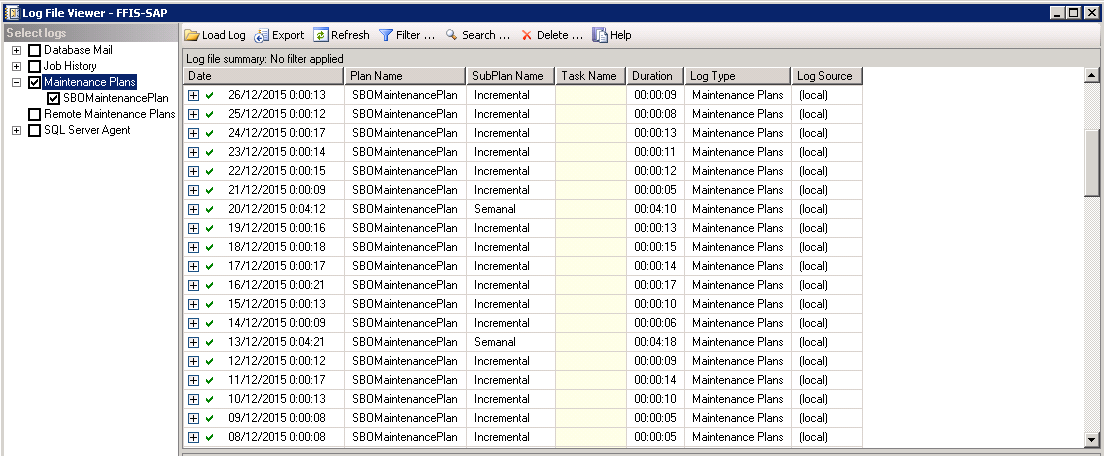 Log File Viewer - FFIS-SAP
Select logs
Database Mail
Job History
Maintenance Plans
SBOMaintenancePlan
Remote Maintenance Plans
SQL Server Agent
Load Log Export Refresh Filter ... Search ... Delete ... Help
Log file summary: No filter applied
Date Plan Name SubPlan Name Task Name Duration Log Type Log Source
26/12/2015 0:00:13 SBOMaintenancePlan Incremental 00:00:09 Maintenance Plans (local)
25/12/2015 0:00:12 SBOMaintenancePlan Incremental 00:00:08 Maintenance Plans (local)
24/12/2015 0:00:17 SBOMaintenancePlan Incremental 00:00:13 Maintenance Plans (local)
23/12/2015 0:00:14 SBOMaintenancePlan Incremental 00:00:11 Maintenance Plans (local)
22/12/2015 0:00:15 SBOMaintenancePlan Incremental 00:00:12 Maintenance Plans (local)
21/12/2015 0:00:09 SBOMaintenancePlan Incremental 00:00:05 Maintenance Plans (local)
20/12/2015 0:04:12 SBOMaintenancePlan Semanal 00:04:10 Maintenance Plans (local)
19/12/2015 0:00:16 SBOMaintenancePlan Incremental 00:00:13 Maintenance Plans (local)
18/12/2015 0:00:18 SBOMaintenancePlan Incremental 00:00:15 Maintenance Plans (local)
17/12/2015 0:00:17 SBOMaintenancePlan Incremental 00:00:14 Maintenance Plans (local)
16/12/2015 0:00:21 SBOMaintenancePlan Incremental 00:00:17 Maintenance Plans (local)
15/12/2015 0:00:13 SBOMaintenancePlan Incremental 00:00:10 Maintenance Plans (local)
14/12/2015 0:00:09 SBOMaintenancePlan Incremental 00:00:06 Maintenance Plans (local)
13/12/2015 0:04:21 SBOMaintenancePlan Semanal 00:04:18 Maintenance Plans (local)
12/12/2015 0:00:12 SBOMaintenancePlan Incremental 00:00:09 Maintenance Plans (local)
11/12/2015 0:00:17 SBOMaintenancePlan Incremental 00:00:14 Maintenance Plans (local)
10/12/2015 0:00:13 SBOMaintenancePlan Incremental 00:00:10 Maintenance Plans (local)
09/12/2015 0:00:08 SBOMaintenancePlan Incremental 00:00:05 Maintenance Plans (local)
08/12/2015 0:00:08 SBOMaintenancePlan Incremental 00:00:05 Maintenance Plans (local)